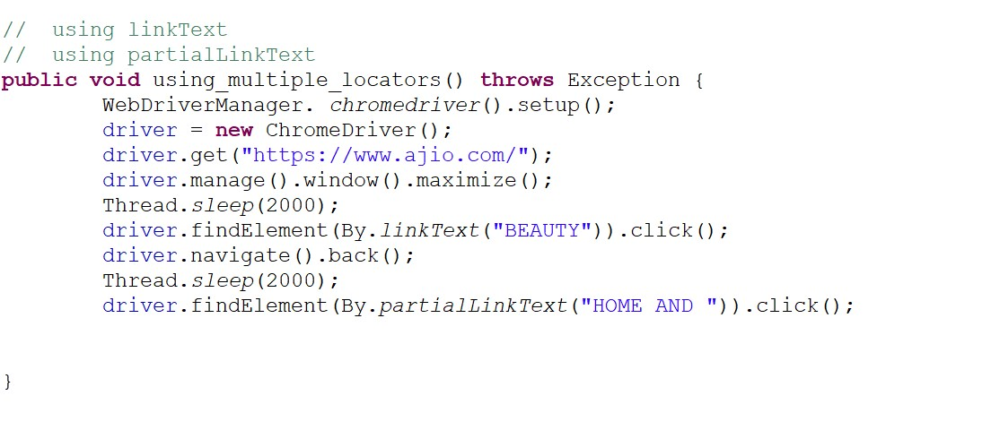 //  using linkText
//  using partialLinkText
public void using_multiple_locators() throws Exception {
        WebDriverManager. chromedriver().setup();
        driver = new ChromeDriver();
        driver.get("https://www.ajio.com/");
        driver.manage().window().maximize();
        Thread.sleep(2000);
        driver.findElement(By.linkText("BEAUTY")).click();
        driver.navigate().back();
        Thread.sleep(2000);
        driver.findElement(By.partialLinkText("HOME AND ")).click();
}